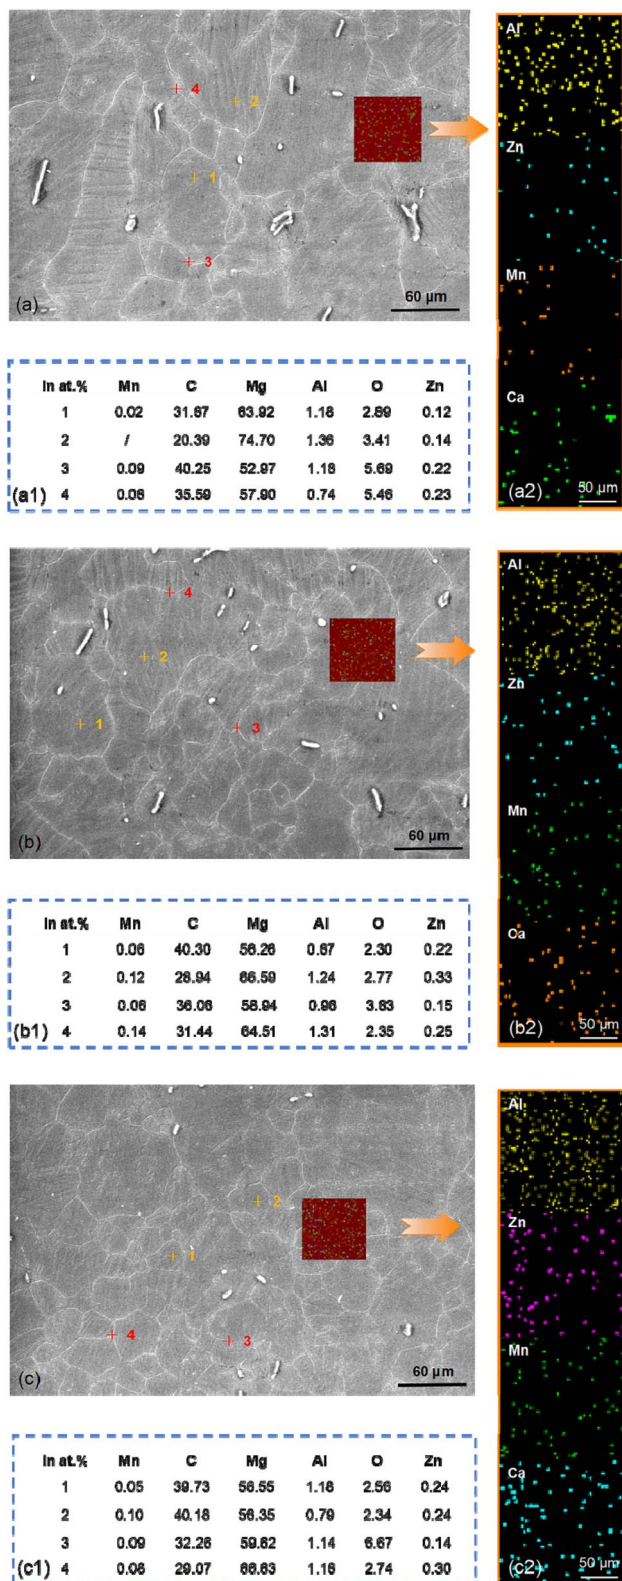 Al
4
2
1
3
(a)
60 µm
Zn
Mn
Ca
(a2)
50 µm
In at.% Mn C Mg Al O Zn
1 0.02 31.87 63.92 1.18 2.89 0.12
2 / 20.39 74.70 1.36 3.41 0.14
3 0.09 40.25 52.97 1.18 5.69 0.22
(a1) 4 0.08 35.59 57.90 0.74 5.46 0.23
Al
4
2
1
3
(b)
60 µm
Zn
Mn
Ca
(b2)
50 µm
In at.% Mn C Mg Al O Zn
1 0.06 40.30 56.26 0.87 2.30 0.22
2 0.12 28.94 66.59 1.24 2.77 0.33
3 0.06 36.06 58.94 0.96 3.83 0.15
(b1) 4 0.14 31.44 64.51 1.31 2.35 0.25
Al
2
1
4
3
(c)
60 µm
Zn
Mn
Ca
(c2)
50 µm
In at.% Mn C Mg Al O Zn
1 0.05 39.73 56.55 1.18 2.56 0.24
2 0.10 40.18 56.35 0.79 2.34 0.24
3 0.09 32.26 59.62 1.14 6.67 0.14
(c1) 4 0.08 29.07 66.63 1.16 2.74 0.30